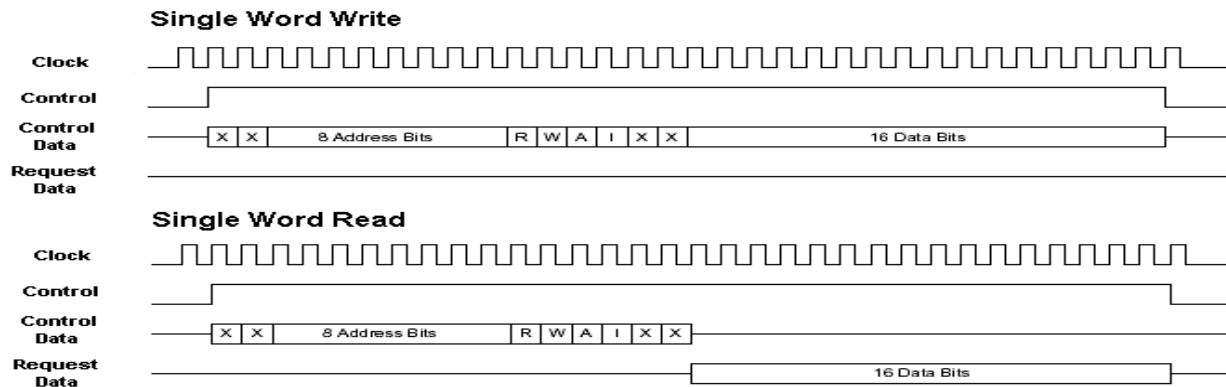 Single Word Write
Clock
Control
Control Data X X 8 Address Bits R W A I X X 16 Data Bits
Request Data
Single Word Read
Clock
Control
Control Data X X 8 Address Bits R W A I X X
Request Data 16 Data Bits